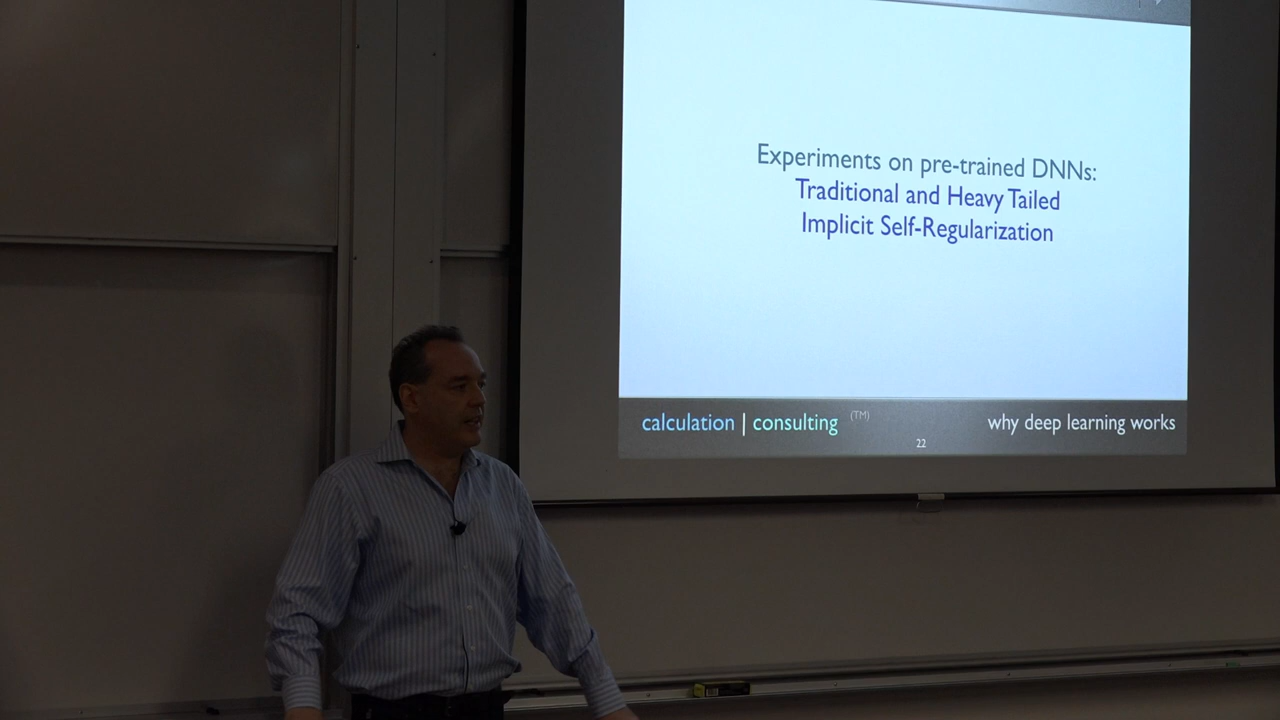 Experiments on pre-trained DNNs:
Traditional and Heavy Tailed
Implicit Self-Regularization
calculation | consulting (TM)
why deep learning works
22